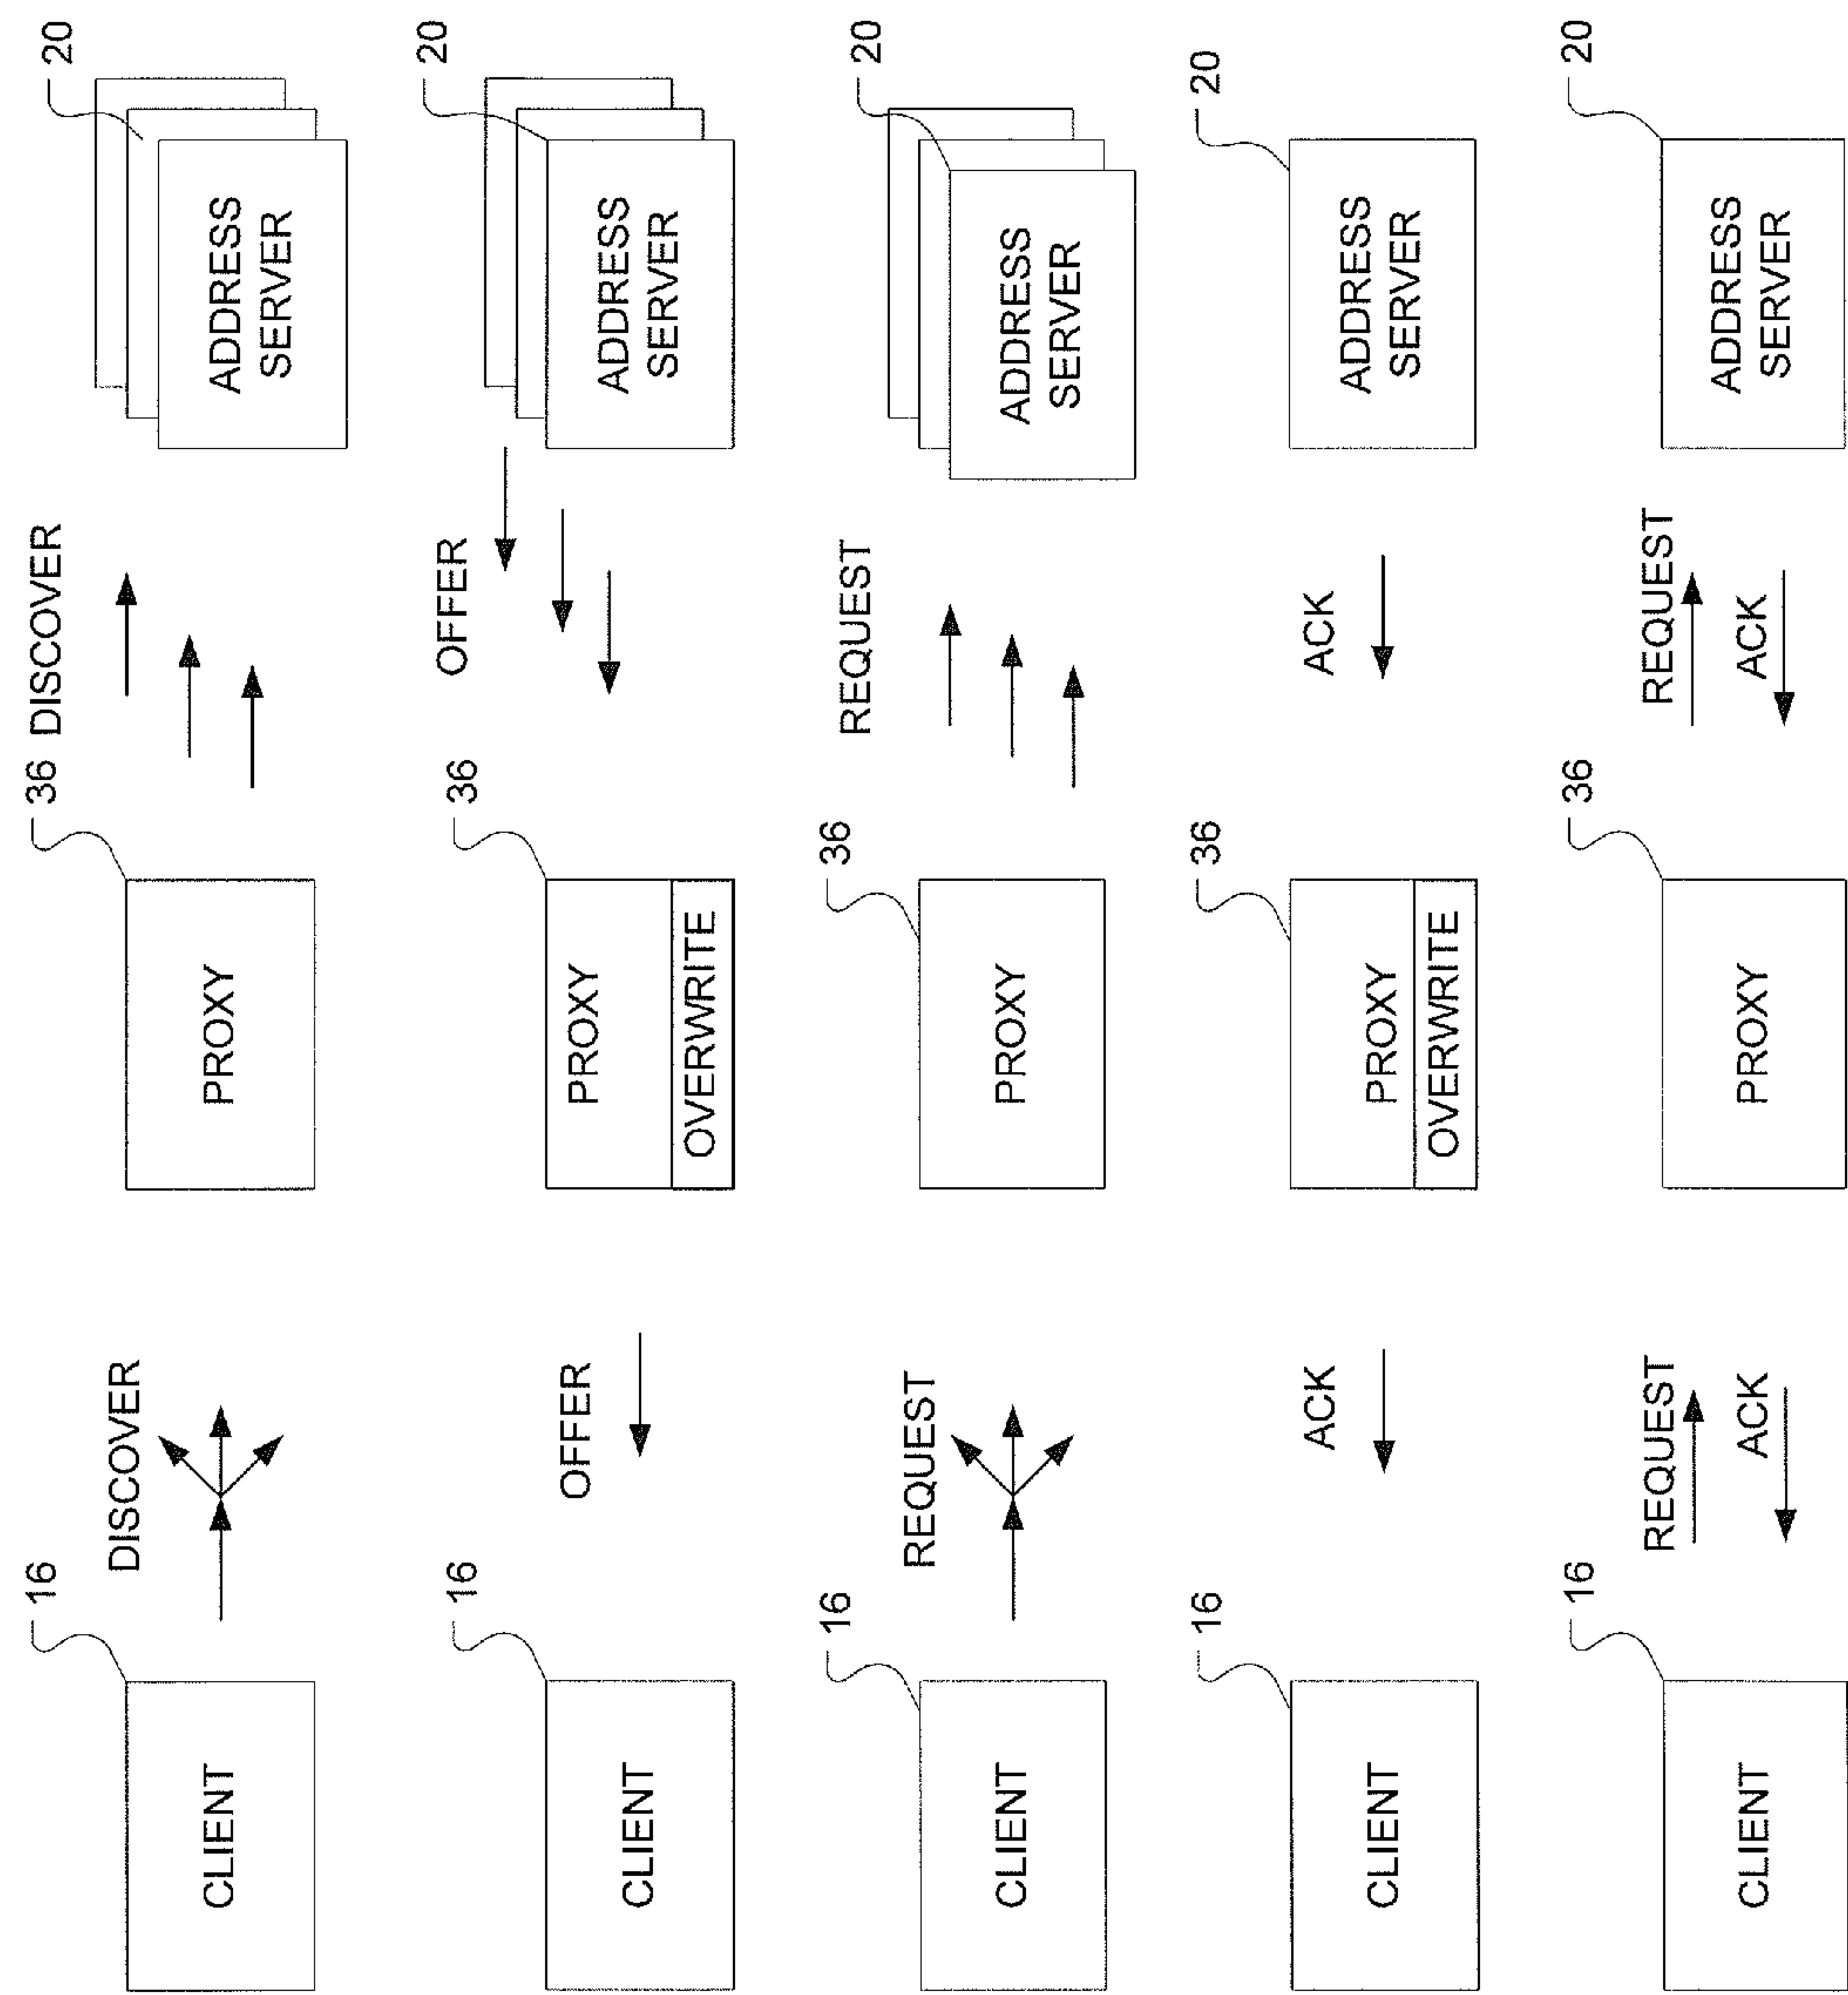 16
36
DISCOVER
20
DISCOVER
CLIENT
PROXY
ADDRESS
SERVER
16
36
OFFER
20
OFFER
CLIENT
PROXY
OVERWRITE
ADDRESS
SERVER
16
36
REQUEST
20
REQUEST
CLIENT
PROXY
ADDRESS
SERVER
16
36
20
ACK
ACK
CLIENT
PROXY
OVERWRITE
ADDRESS
SERVER
16
36
20
REQUEST
REQUEST
CLIENT
ACK
PROXY
ACK
ADDRESS
SERVER